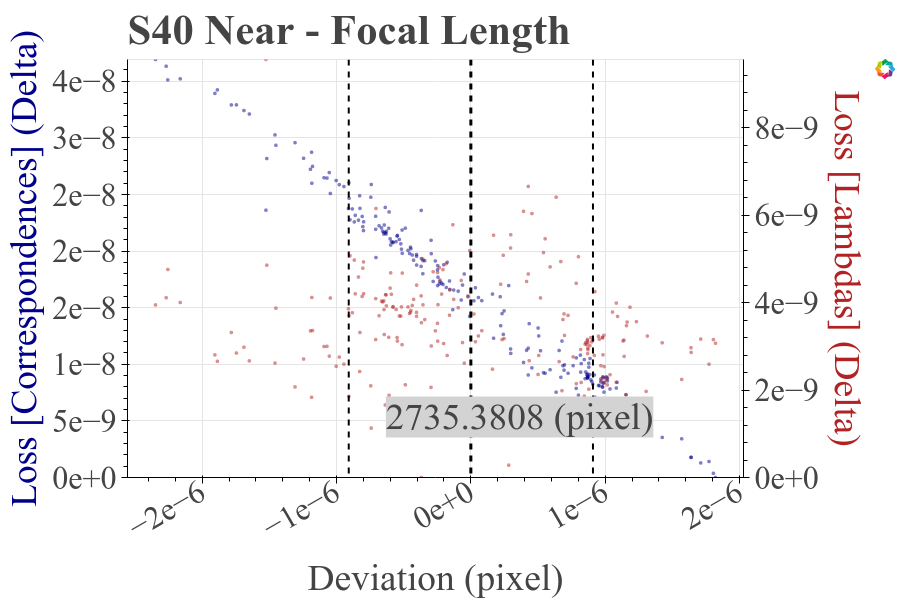 S40 Near - Focal Length
Loss [Correspondences] (Delta)
4e−8
3e−8
2e−8
2e−8
2e−8
1e−8
5e−9
0e+0
8e−9
6e−9
4e−9
2e−9
0e+0
Loss [Lambdas] (Delta)
2735.3808 (pixel)
−2e−6
−1e−6
0e+0
1e−6
2e−6
Deviation (pixel)